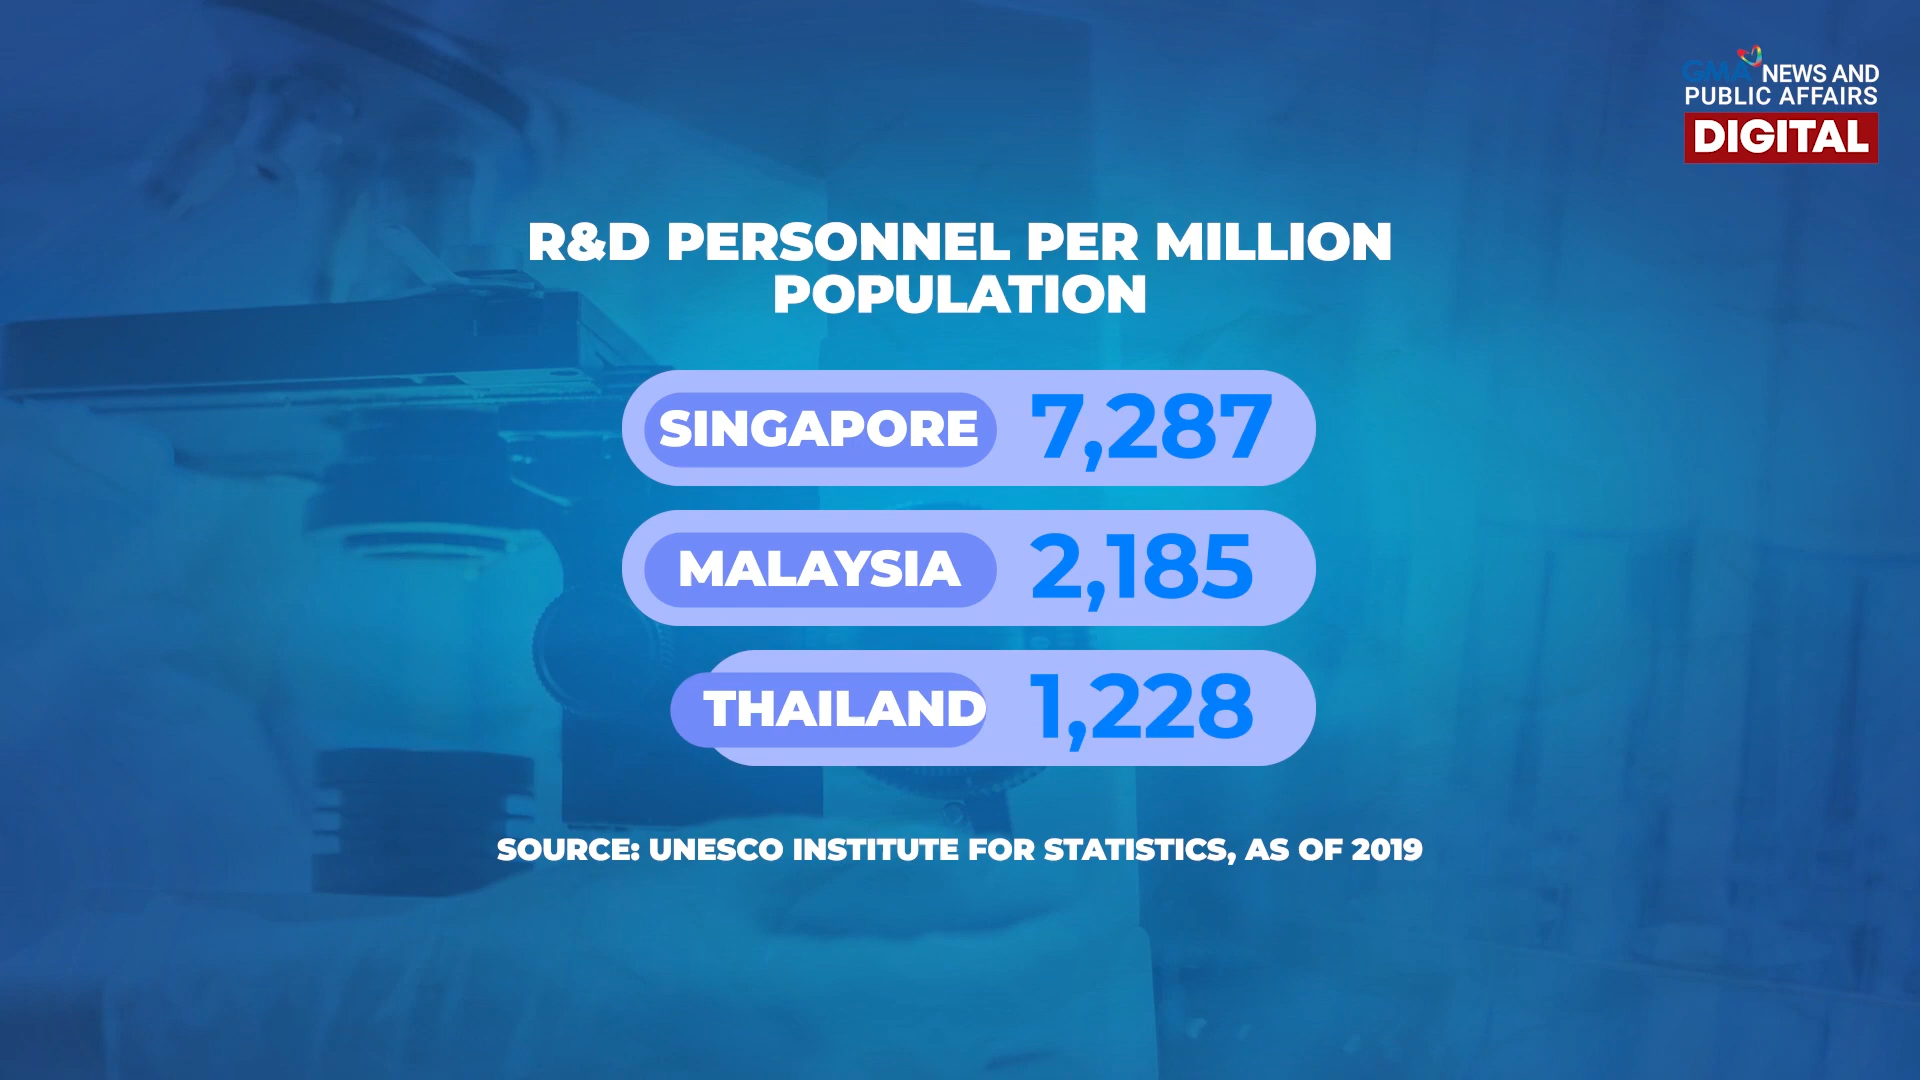 GMA NEWS AND
PUBLIC AFFAIRS
DIGITAL
R&D PERSONNEL PER MILLION
POPULATION
SINGAPORE 7,287
MALAYSIA 2,185
THAILAND 1,228
SOURCE: UNESCO INSTITUTE FOR STATISTICS, AS OF 2019